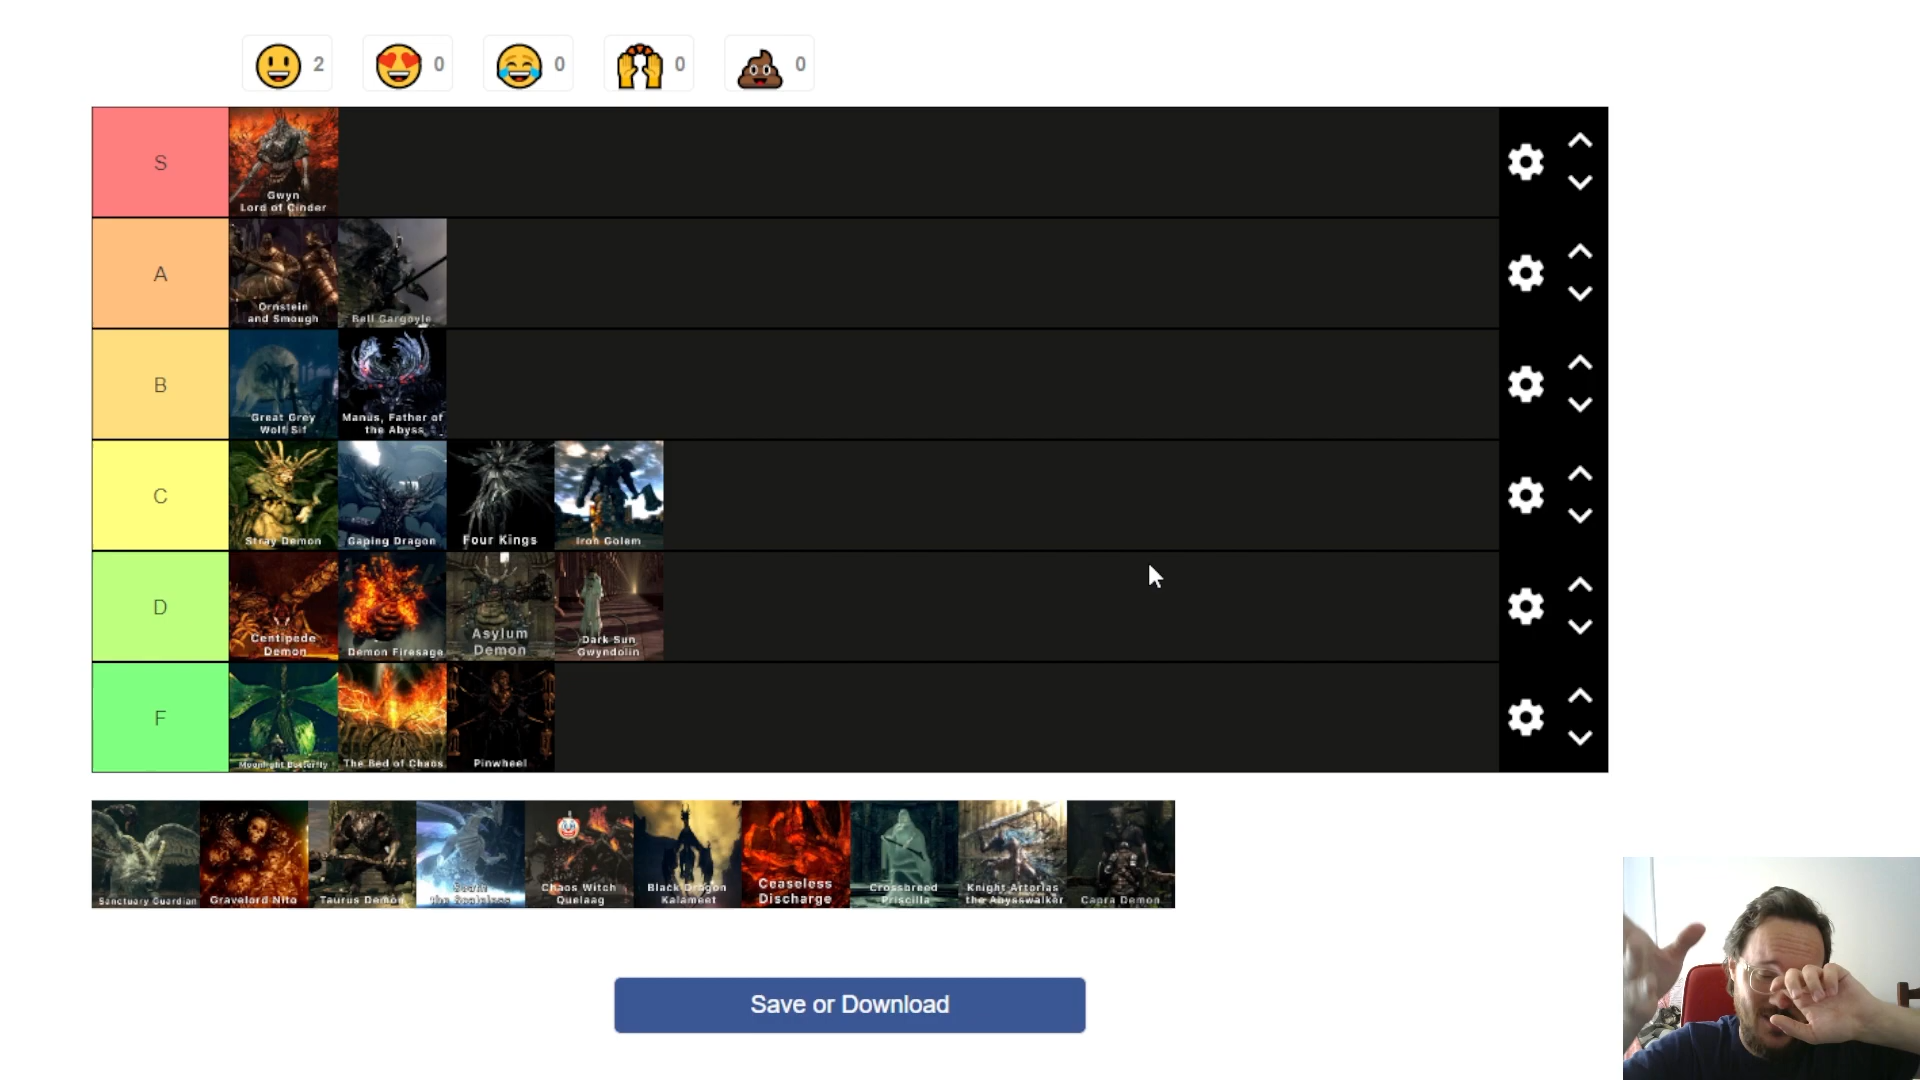 2 0 0 0 0
S
Gwyn
Lord of Cinder
A
Ornstein
and Smough
Bell Gargoyle
B
Great Grey
Wolf Sif
Manus, Father of
the Abyss
C
Stray Demon
Gaping Dragon
Four Kings
Iron Golem
D
Centipede
Demon
Demon Firesage
Asylum
Demon
Dark Sun
Gwyndolin
F
Moonlight Butterfly
The Bed of Chaos
Pinwheel
Sanctuary Guardian
Gravelord Nito
Taurus Demon
Seath
the Scaleless
Chaos Witch
Quelaag
Black Dragon
Kalameet
Ceaseless
Discharge
Crossbreed
Priscilla
Knight Artorias
the Abysswalker
Capra Demon
Save or Download